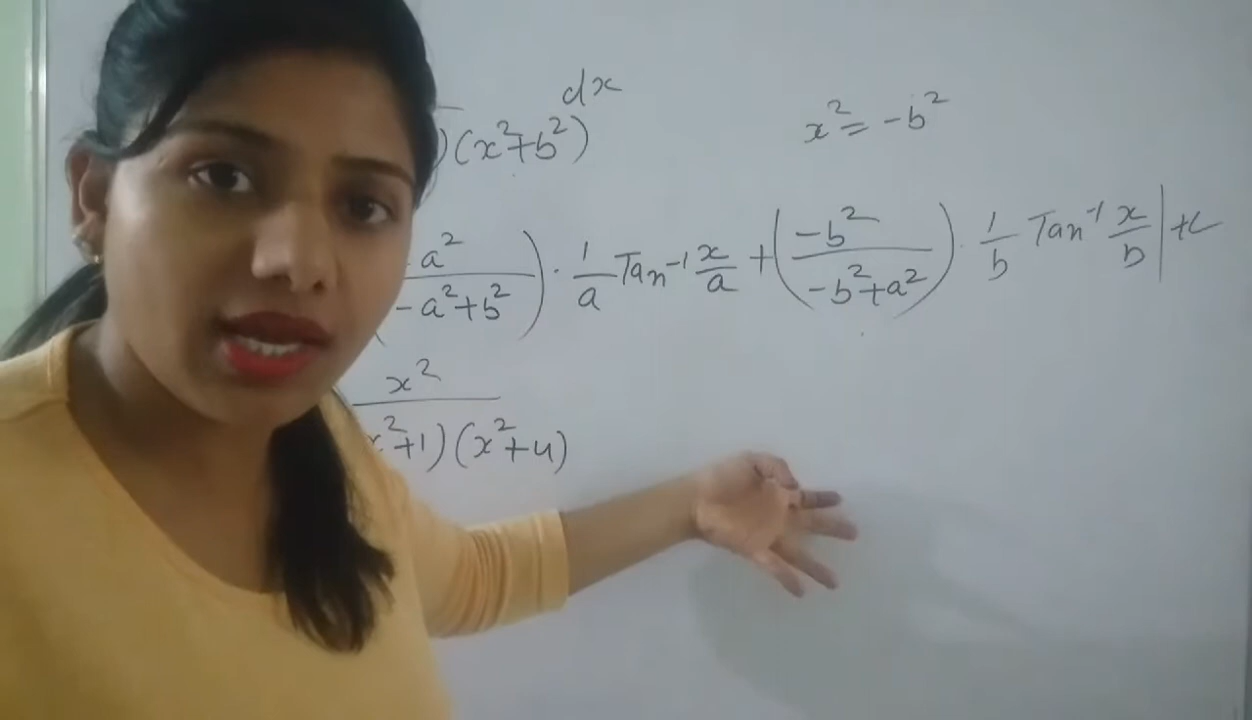 dx
)(x²+b²)
x² = -b²
a²/(-a²+b²)) · 1/a Tan⁻¹ x/a + (-b²/(-b²+a²)) · 1/b Tan⁻¹ x/b | + c
x²
x²+1)(x²+4)